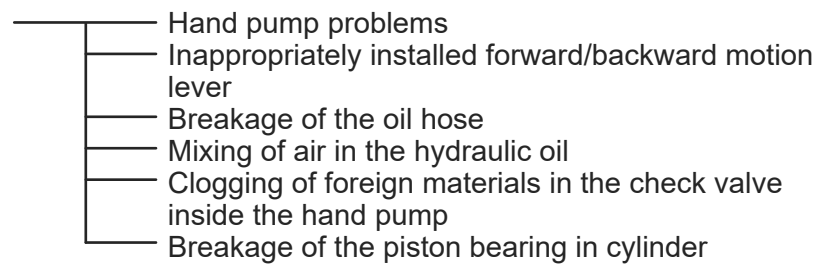 Hand pump problems
Inappropriately installed forward/backward motion
lever
Breakage of the oil hose
Mixing of air in the hydraulic oil
Clogging of foreign materials in the check valve
inside the hand pump
Breakage of the piston bearing in cylinder